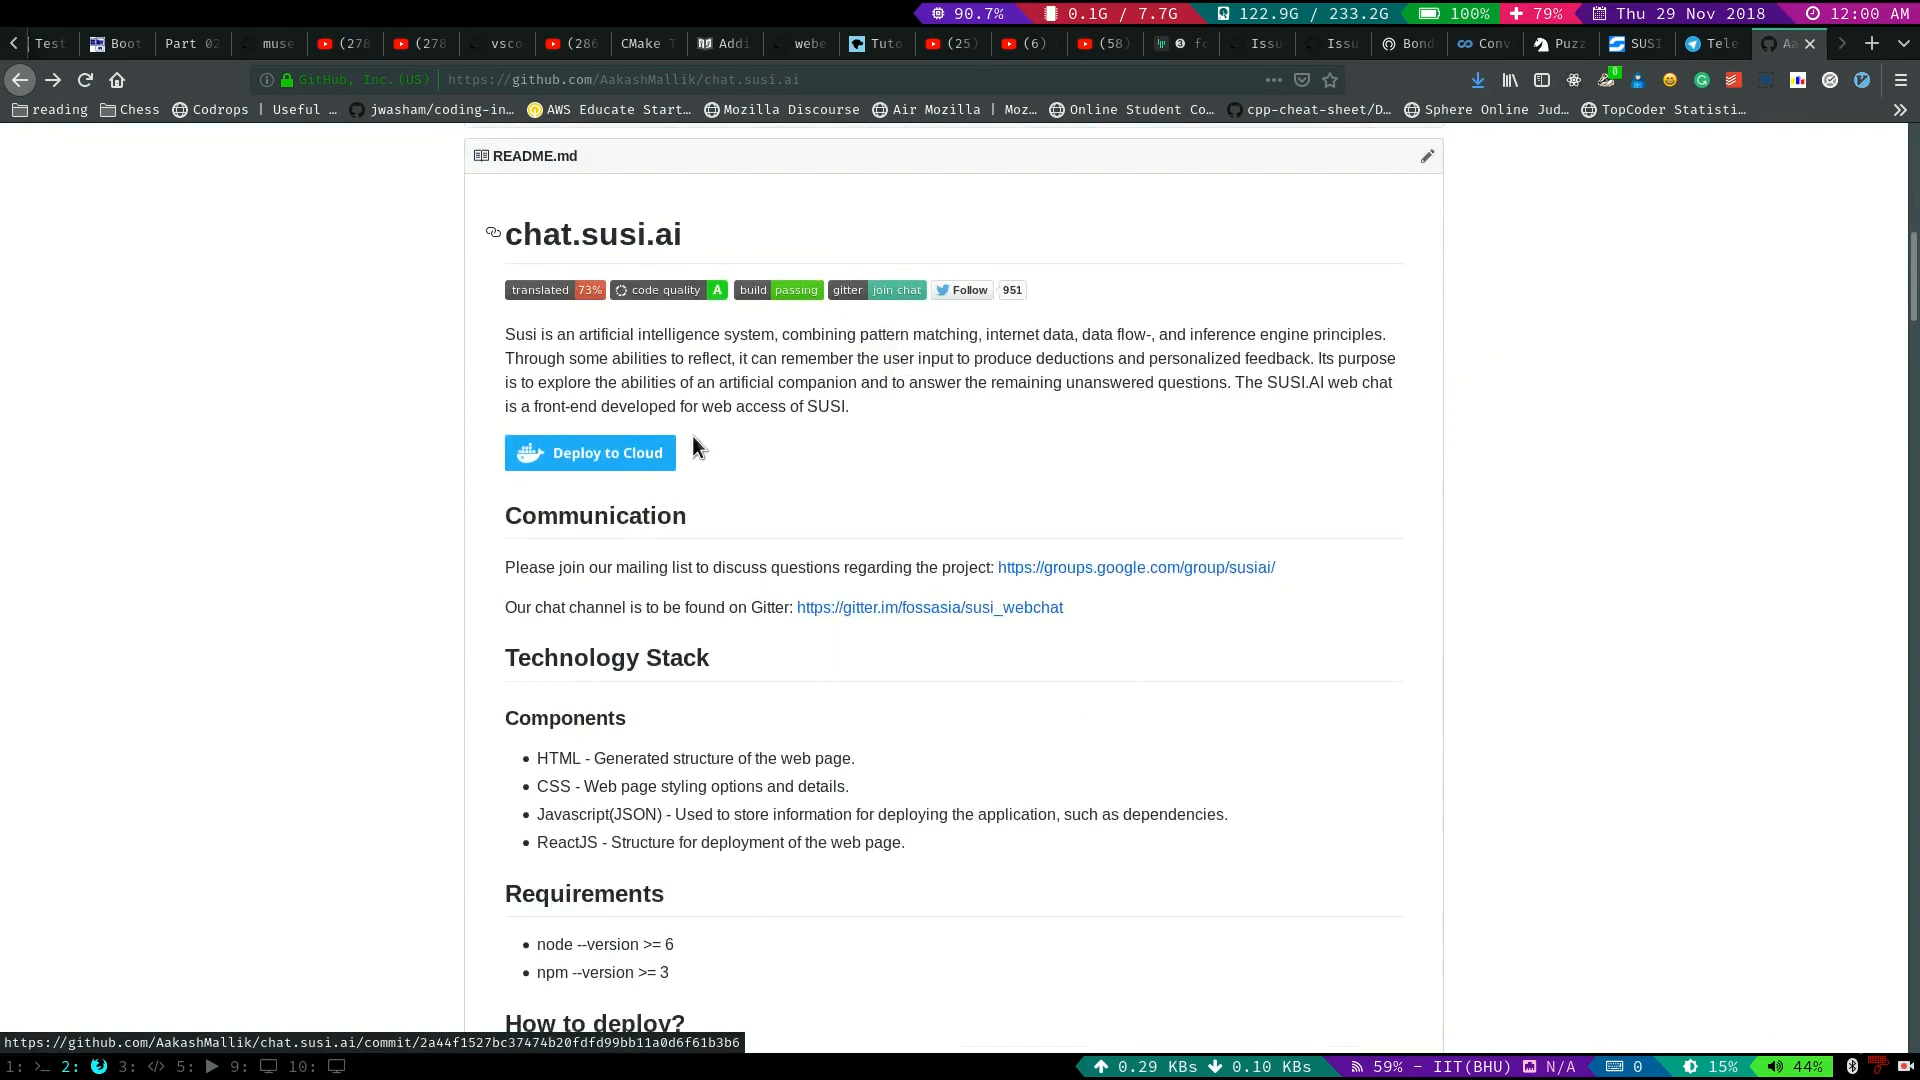 90.7% 0.1G / 7.7G 122.9G / 233.2G 100% 79% Thu 29 Nov 2018 12:00 AM
Test Boot Part 02 muse (278 (278 vsco (286 CMake T Addi webe Tuto (25) (6) (58) Issu Issu Bond Conv Puzz SUSI Tele Aa
GitHub, Inc. (US) https://github.com/AakashMallik/chat.susi.ai 0
reading Chess Codrops | Useful … jwasham/coding-in… AWS Educate Start… Mozilla Discourse Air Mozilla | Moz… Online Student Co… cpp-cheat-sheet/D… Sphere Online Jud… TopCoder Statisti…
README.md
chat.susi.ai
translated 73% code quality A build passing gitter join chat Follow 951
Susi is an artificial intelligence system, combining pattern matching, internet data, data flow-, and inference engine principles.
Through some abilities to reflect, it can remember the user input to produce deductions and personalized feedback. Its purpose
is to explore the abilities of an artificial companion and to answer the remaining unanswered questions. The SUSI.AI web chat
is a front-end developed for web access of SUSI.
Deploy to Cloud
Communication
Please join our mailing list to discuss questions regarding the project: https://groups.google.com/group/susiai/
Our chat channel is to be found on Gitter: https://gitter.im/fossasia/susi_webchat
Technology Stack
Components
HTML - Generated structure of the web page.
CSS - Web page styling options and details.
Javascript(JSON) - Used to store information for deploying the application, such as dependencies.
ReactJS - Structure for deployment of the web page.
Requirements
node --version >= 6
npm --version >= 3
How to deploy?
https://github.com/AakashMallik/chat.susi.ai/commit/2a44f1527bc37474b20fdfd99bb11a0d6f61b3b6
1: 2: 3: 5: 9: 10: 0.29 KBs 0.10 KBs 59% - IIT(BHU) N/A 0 15% 44%